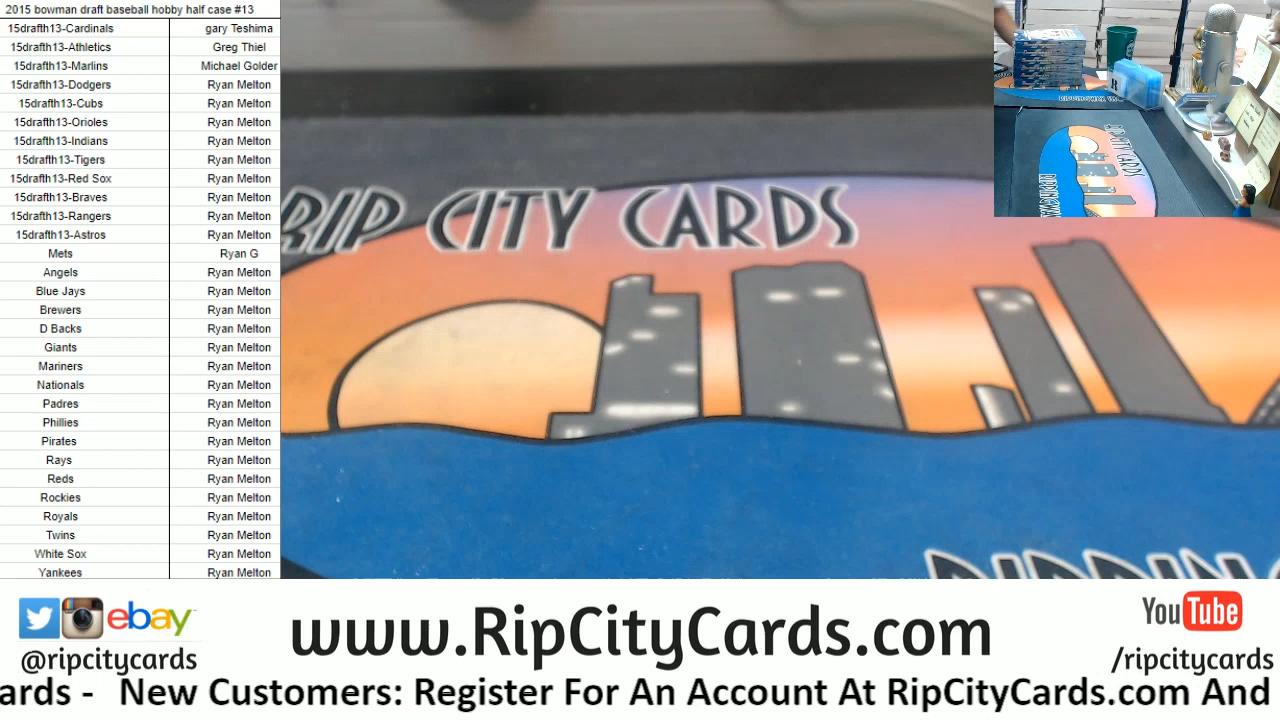 2015 bowman draft baseball hobby half case #13
15drafth13-Cardinals gary Teshima
15drafth13-Athletics Greg Thiel
15drafth13-Marlins Michael Golder
15drafth13-Dodgers Ryan Melton
15drafth13-Cubs Ryan Melton
15drafth13-Orioles Ryan Melton
15drafth13-Indians Ryan Melton
15drafth13-Tigers Ryan Melton
15drafth13-Red Sox Ryan Melton
15drafth13-Braves Ryan Melton
15drafth13-Rangers Ryan Melton
15drafth13-Astros Ryan Melton
Mets Ryan G
Angels Ryan Melton
Blue Jays Ryan Melton
Brewers Ryan Melton
D Backs Ryan Melton
Giants Ryan Melton
Mariners Ryan Melton
Nationals Ryan Melton
Padres Ryan Melton
Phillies Ryan Melton
Pirates Ryan Melton
Rays Ryan Melton
Reds Ryan Melton
Rockies Ryan Melton
Royals Ryan Melton
Twins Ryan Melton
White Sox Ryan Melton
Yankees Ryan Melton
RIP CITY CARDS
RIP CITY CARDS
ebay
@ripcitycards
www.RipCityCards.com
YouTube
/ripcitycards
ards - New Customers: Register For An Account At RipCityCards.com And